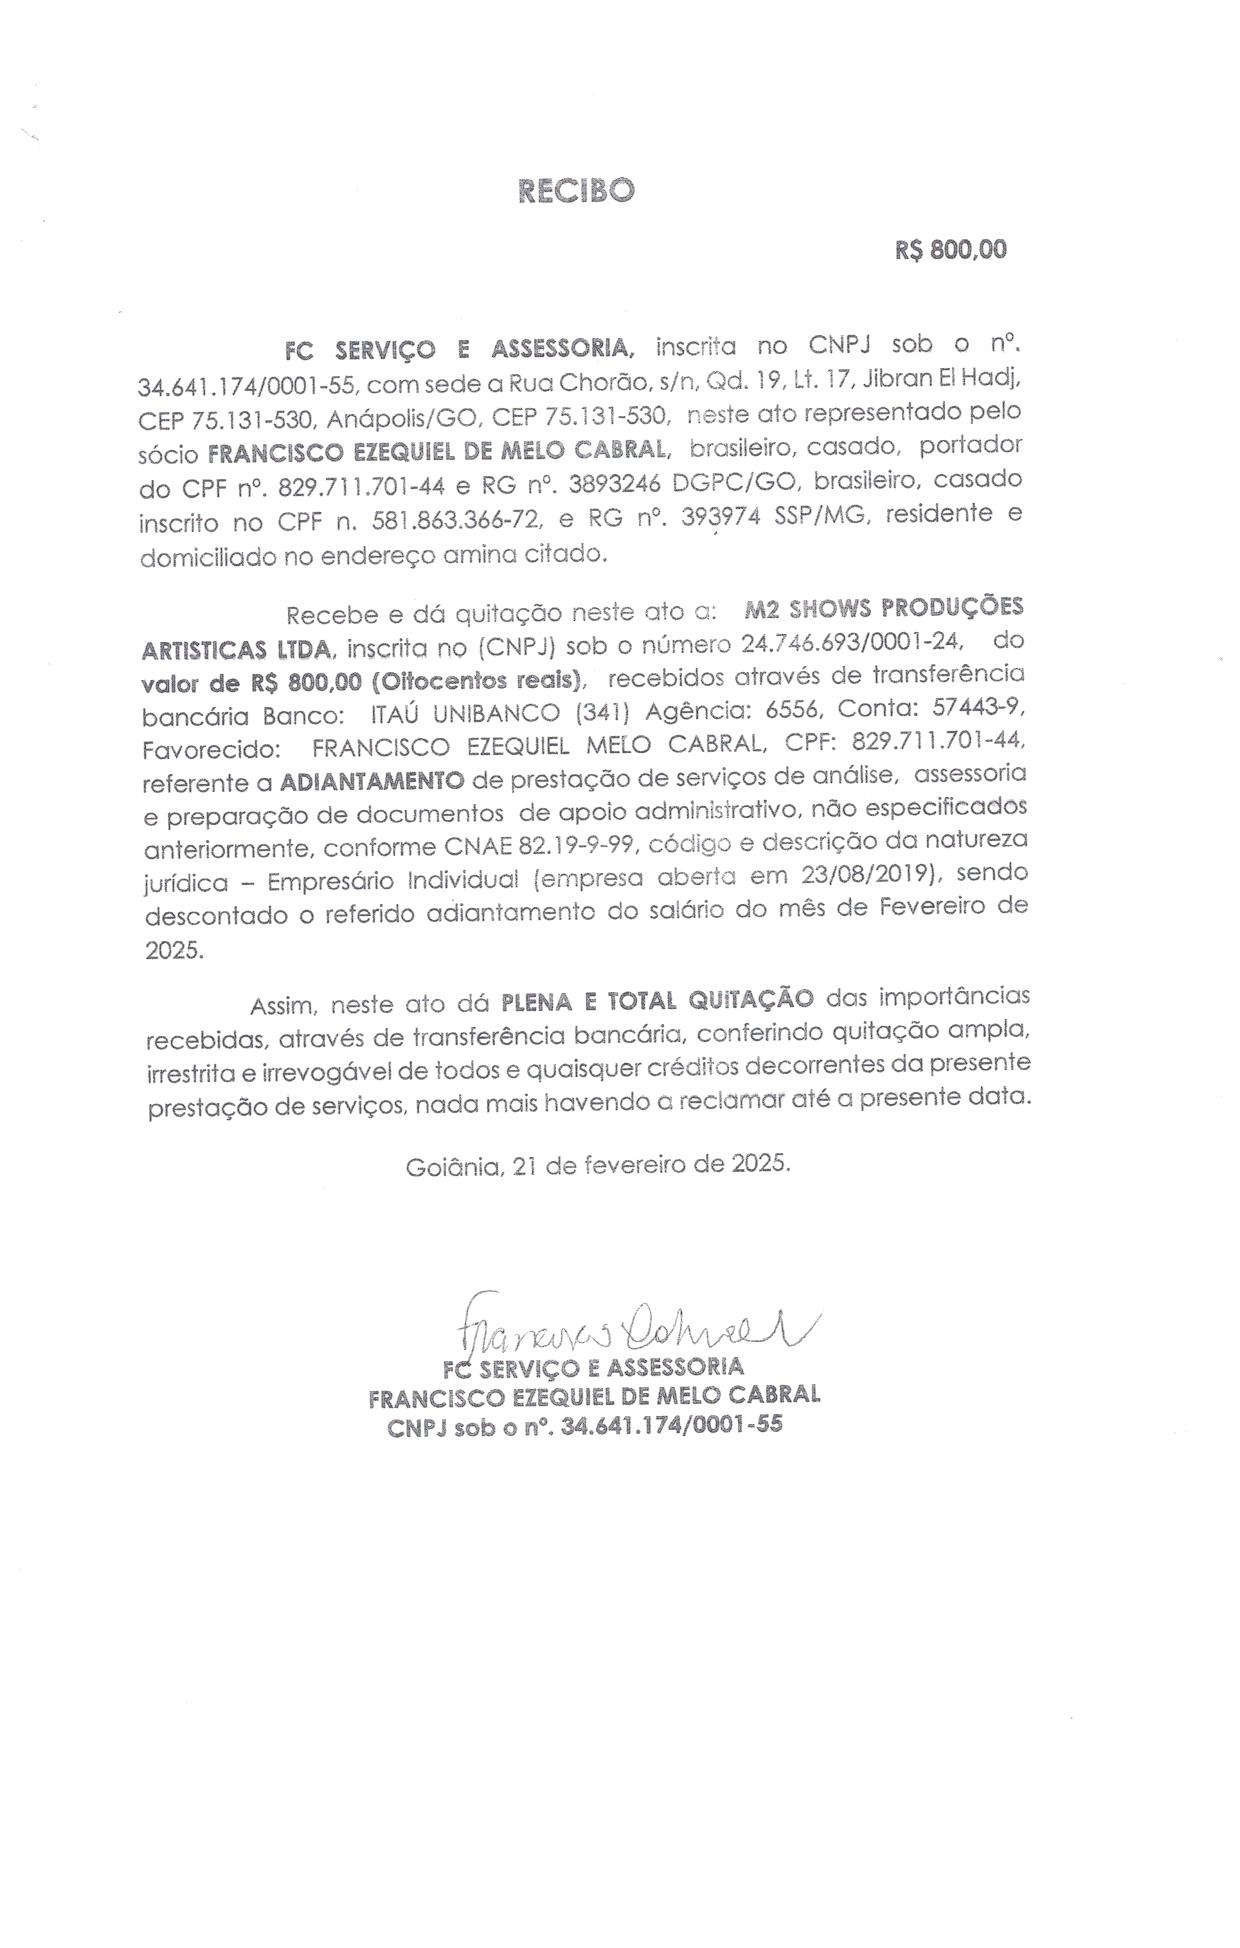 RECIBO
R$ 800,00
FC SERVIÇO E ASSESSORIA, inscrita no CNPJ sob o nº.
34.641.174/0001-55, com sede a Rua Chorão, s/n, Qd. 19, Lt. 17, Jibran El Hadj,
CEP 75.131-530, Anápolis/GO, CEP 75.131-530, neste ato representado pelo
sócio FRANCISCO EZEQUIEL DE MELO CABRAL, brasileiro, casado, portador
do CPF nº. 829.711.701-44 e RG nº. 3893246 DGPC/GO, brasileiro, casado
inscrito no CPF n. 581.863.366-72, e RG nº. 393974 SSP/MG, residente e
domiciliado no endereço amina citado.
Recebe e dá quitação neste ato a: M2 SHOWS PRODUÇÕES
ARTISTICAS LTDA, inscrita no (CNPJ) sob o número 24.746.693/0001-24, do
valor de R$ 800,00 (Oitocentos reais), recebidos através de transferência
bancária Banco: ITAÚ UNIBANCO (341) Agência: 6556, Conta: 57443-9,
Favorecido: FRANCISCO EZEQUIEL MELO CABRAL, CPF: 829.711.701-44,
referente a ADIANTAMENTO de prestação de serviços de análise, assessoria
e preparação de documentos de apoio administrativo, não especificados
anteriormente, conforme CNAE 82.19-9-99, código e descrição da natureza
jurídica – Empresário Individual (empresa aberta em 23/08/2019), sendo
descontado o referido adiantamento do salário do mês de Fevereiro de
2025.
Assim, neste ato dá PLENA E TOTAL QUITAÇÃO das importâncias
recebidas, através de transferência bancária, conferindo quitação ampla,
irrestrita e irrevogável de todos e quaisquer créditos decorrentes da presente
prestação de serviços, nada mais havendo a reclamar até a presente data.
Goiânia, 21 de fevereiro de 2025.
FC SERVIÇO E ASSESSORIA
FRANCISCO EZEQUIEL DE MELO CABRAL
CNPJ sob o nº. 34.641.174/0001-55